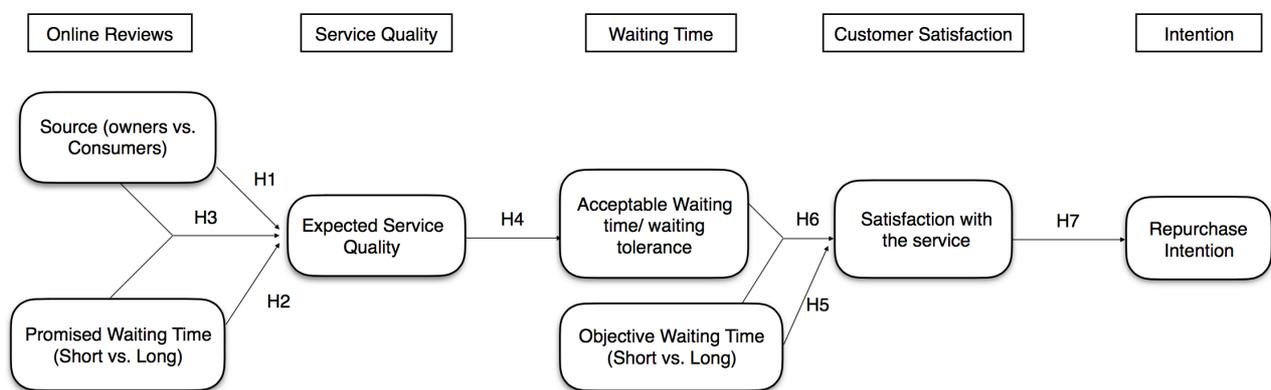 Online Reviews
Service Quality
Waiting Time
Customer Satisfaction
Intention
Source (owners vs.
Consumers)
H1
H3
H2
Promised Waiting Time
(Short vs. Long)
Expected Service
Quality
H4
Acceptable Waiting
time/ waiting
tolerance
H6
H5
Objective Waiting Time
(Short vs. Long)
Satisfaction with
the service
H7
Repurchase
Intention